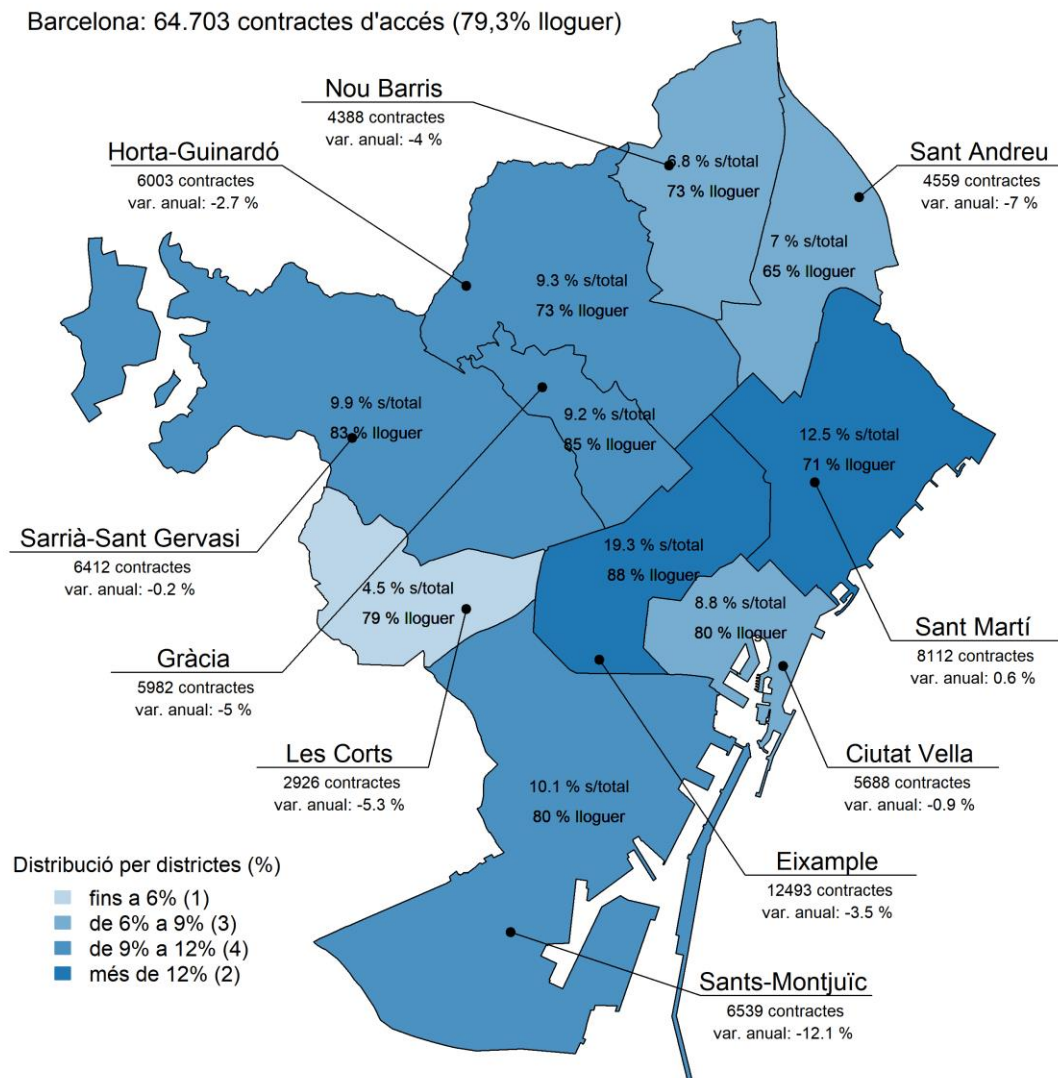 Barcelona: 64.703 contractes d'accés (79,3% lloguer)
Nou Barris
4388 contractes
var. anual: -4 %
Horta-Guinardó
6003 contractes
var. anual: -2.7 %
Sant Andreu
4559 contractes
var. anual: -7 %
6.8 % s/total
73 % lloguer
7 % s/total
65 % lloguer
9.3 % s/total
73 % lloguer
9.9 % s/total
83 % lloguer
9.2 % s/total
85 % lloguer
12.5 % s/total
71 % lloguer
Sarrià-Sant Gervasi
6412 contractes
var. anual: -0.2 %
19.3 % s/total
88 % lloguer
4.5 % s/total
79 % lloguer
8.8 % s/total
80 % lloguer
Sant Martí
8112 contractes
var. anual: 0.6 %
Gràcia
5982 contractes
var. anual: -5 %
Les Corts
2926 contractes
var. anual: -5.3 %
Ciutat Vella
5688 contractes
var. anual: -0.9 %
10.1 % s/total
80 % lloguer
Eixample
12493 contractes
var. anual: -3.5 %
Distribució per districtes (%)
fins a 6% (1)
de 6% a 9% (3)
de 9% a 12% (4)
més de 12% (2)
Sants-Montjuïc
6539 contractes
var. anual: -12.1 %